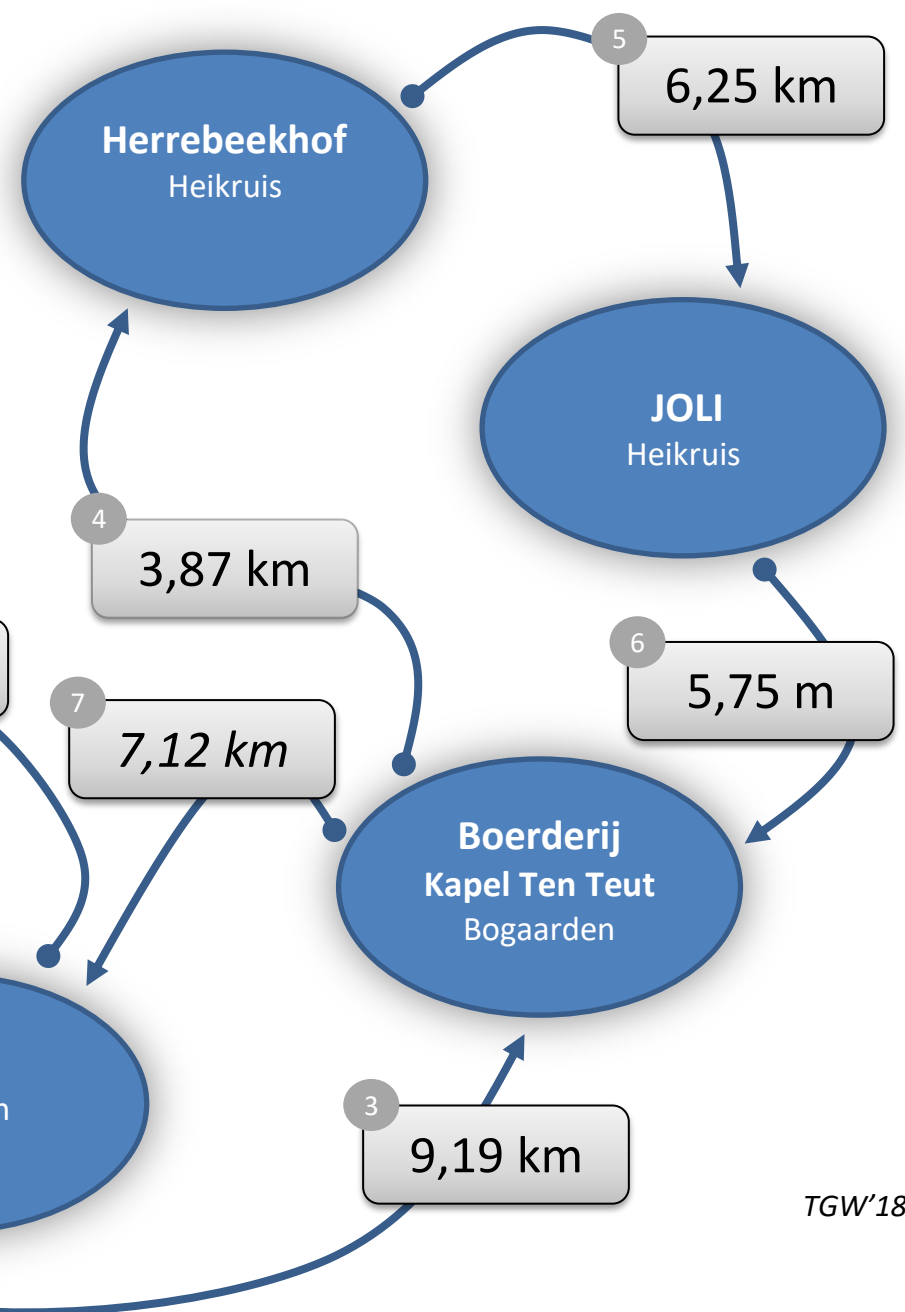 5
6,25 km
Herrebeekhof
Heikruis
JOLI
Heikruis
4
3,87 km
6
5,75 m
7
7,12 km
Boerderij
Kapel Ten Teut
Bogaarden
3
9,19 km
TGW’18